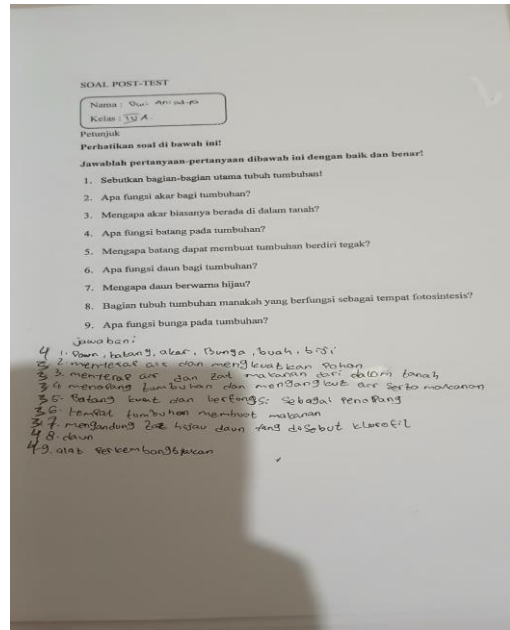 SOAL POST-TEST
Nama : Dwi
Kelas : IV A
Petunjuk
Perhatikan soal di bawah ini!
Jawablah pertanyaan-pertanyaan dibawah ini dengan baik dan benar!
1. Sebutkan bagian-bagian utama tubuh tumbuhan!
2. Apa fungsi akar bagi tumbuhan?
3. Mengapa akar biasanya berada di dalam tanah?
4. Apa fungsi batang pada tumbuhan?
5. Mengapa batang dapat membuat tumbuhan berdiri tegak?
6. Apa fungsi daun bagi tumbuhan?
7. Mengapa daun berwarna hijau?
8. Bagian tubuh tumbuhan manakah yang berfungsi sebagai tempat fotosintesis?
9. Apa fungsi bunga pada tumbuhan?
jawaban:
4 1. Daun, batang, akar, Bunga, buah, biji
3 2. menyerap air dan mengkuatkan Pohon
3 3. menyerap air dan zat makanan dari dalam tanah
3 4. menopang tumbuhan dan mengangkut air serta makanan
3 5. Batang kuat dan berfungsi sebagai Penopang
3 6. tempat tumbuhan membuat makanan
3 7. mengandung zat hijau daun yang disebut klorofil
4 8. daun
4 9. alat